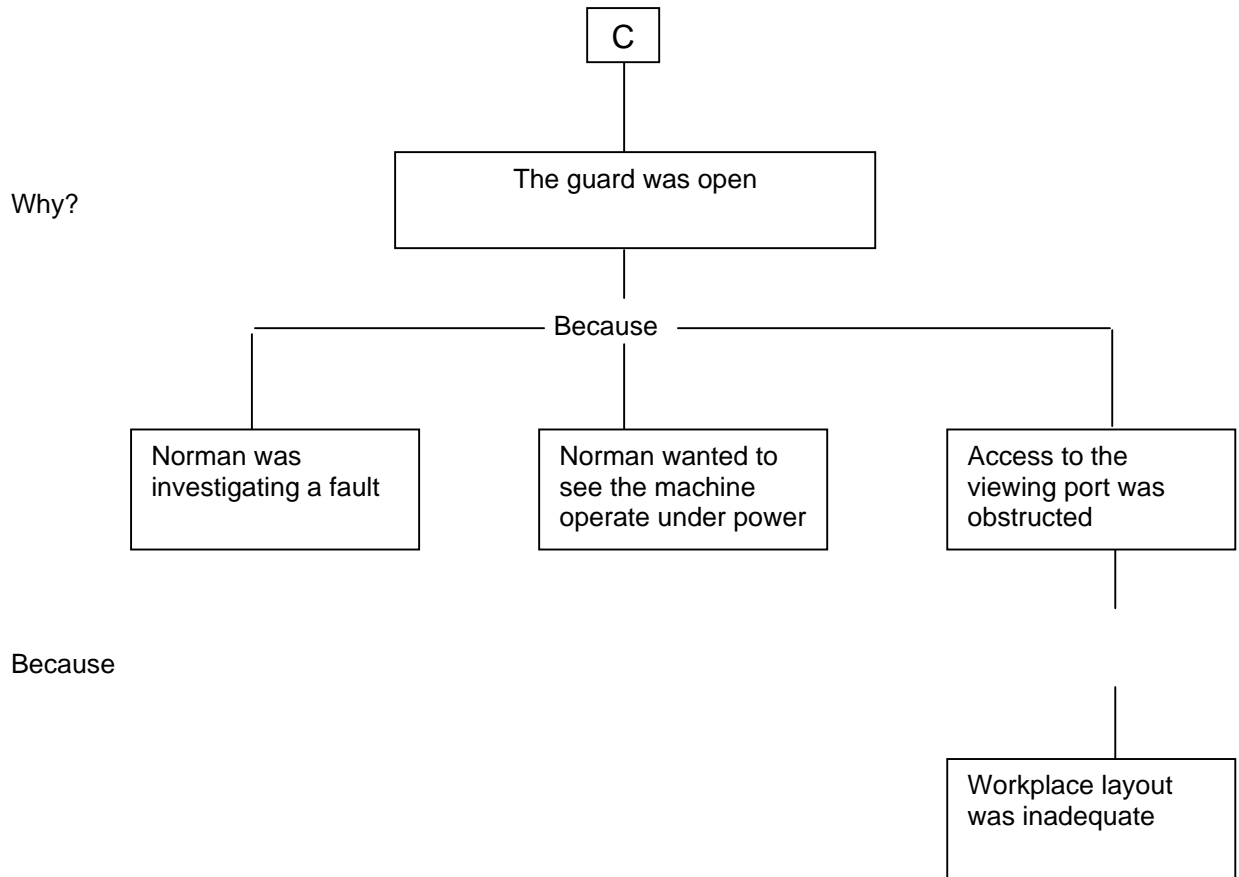 C
The guard was open
Why?
Because
Norman was
investigating a fault
Norman wanted to
see the machine
operate under power
Access to the
viewing port was
obstructed
Because
Workplace layout
was inadequate